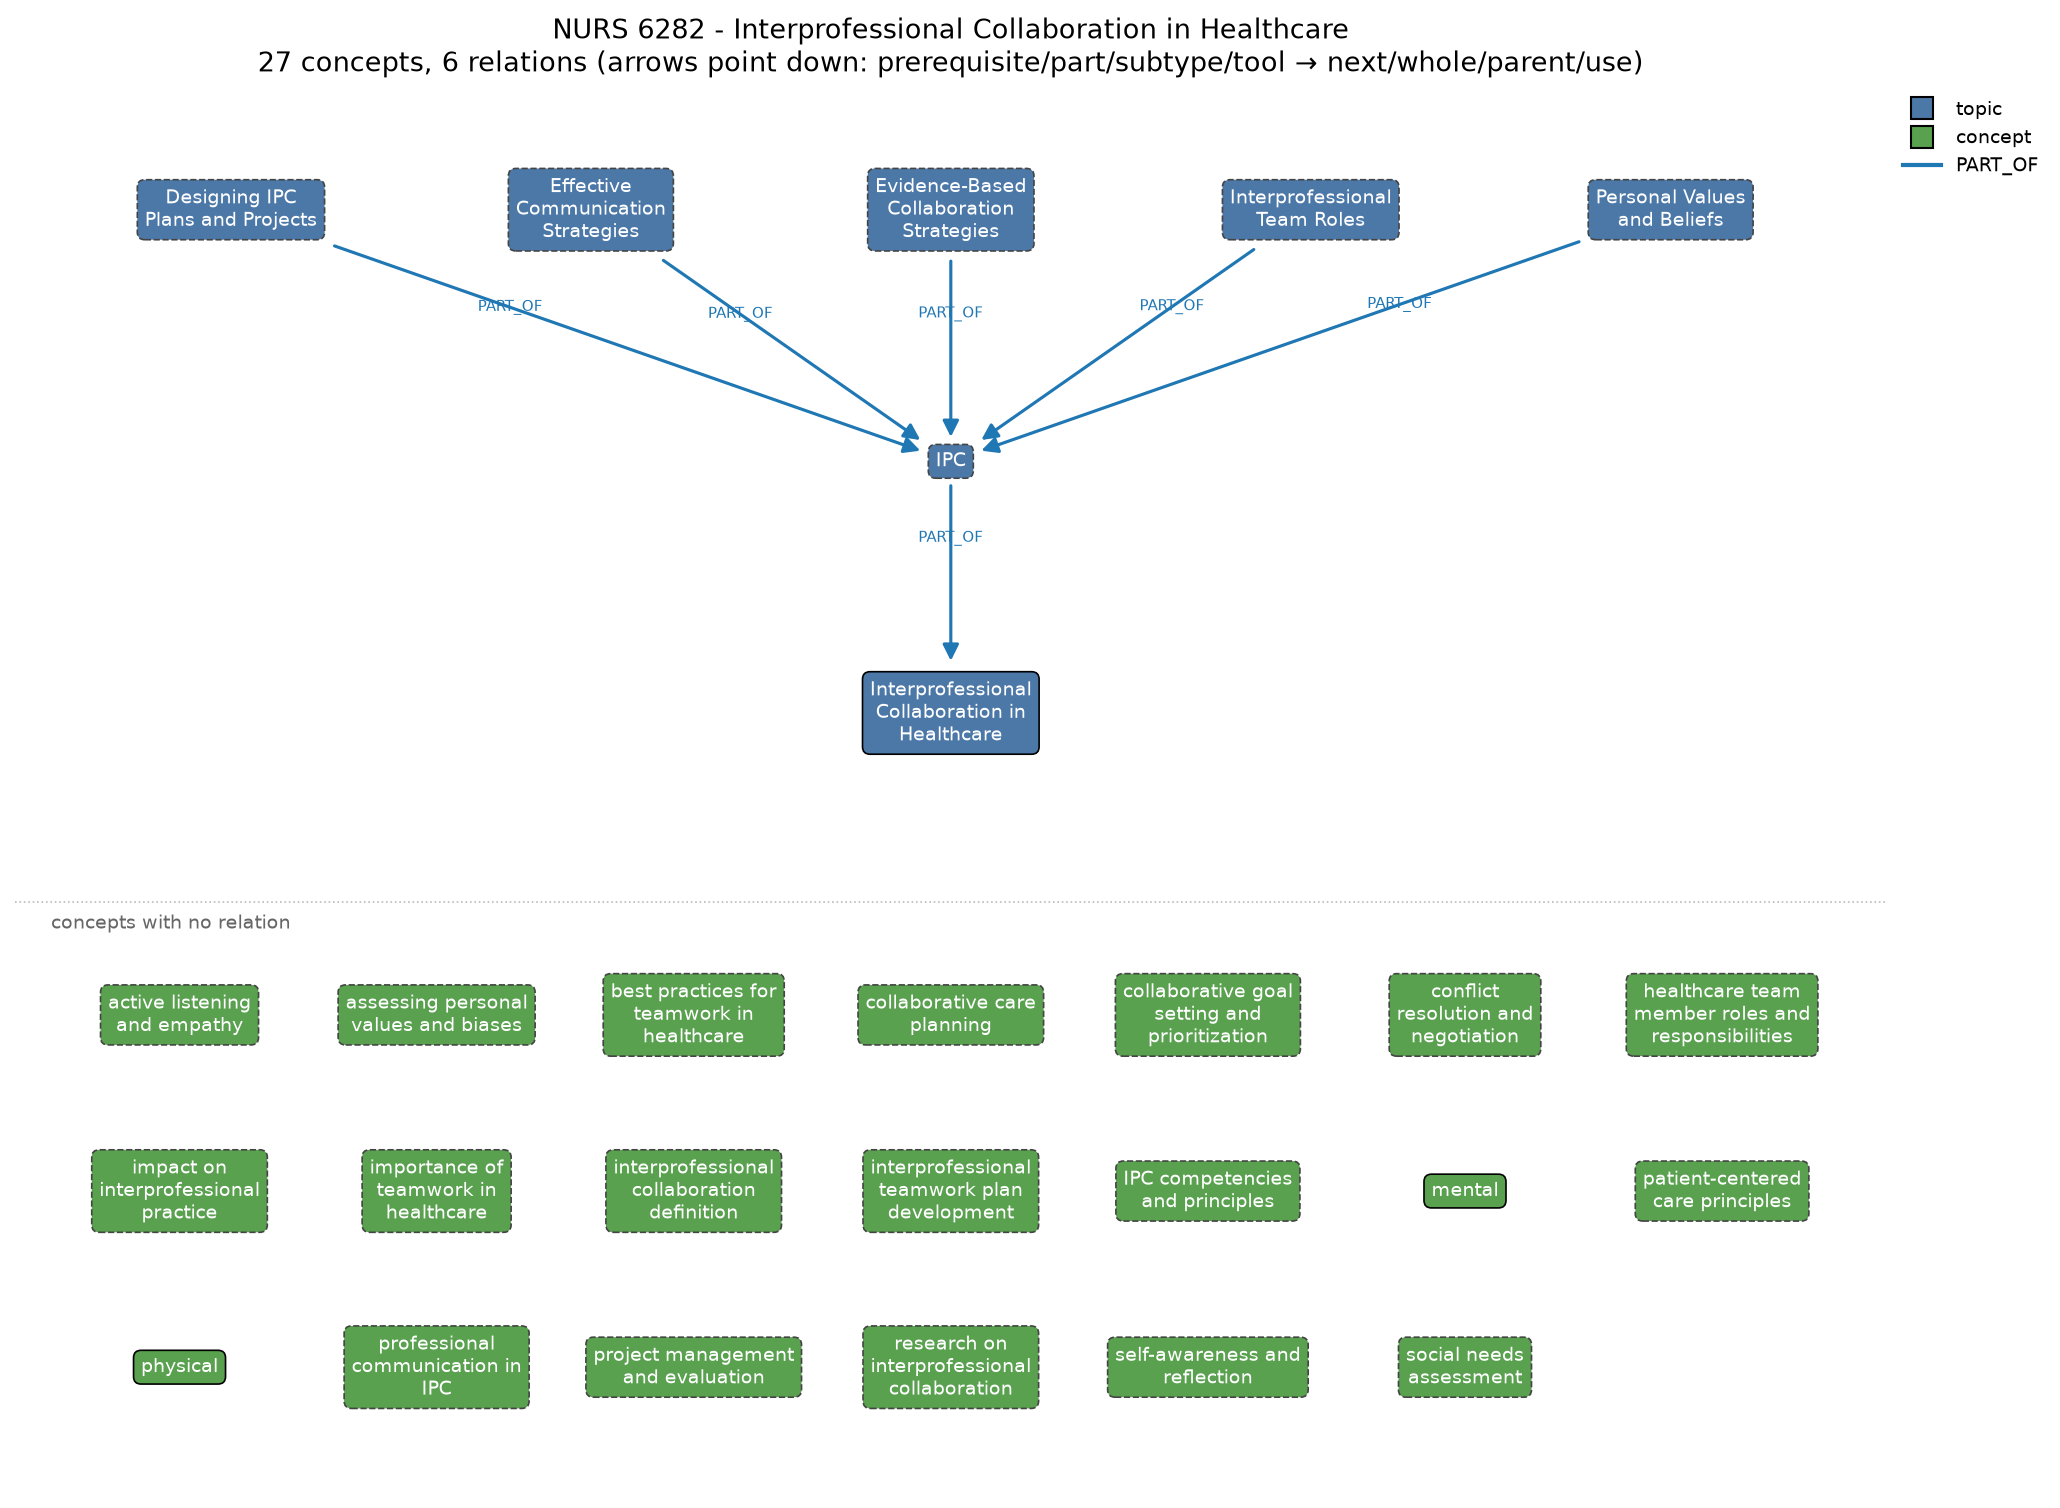 NURS 6282 - Interprofessional Collaboration in Healthcare
27 concepts, 6 relations (arrows point down: prerequisite/part/subtype/tool → next/whole/parent/use)
topic
concept
PART_OF
Designing IPC
Plans and Projects
Effective
Communication
Strategies
Evidence-Based
Collaboration
Strategies
Interprofessional
Team Roles
Personal Values
and Beliefs
PART_OF
PART_OF
PART_OF
PART_OF
PART_OF
IPC
PART_OF
Interprofessional
Collaboration in
Healthcare
concepts with no relation
active listening
and empathy
assessing personal
values and biases
best practices for
teamwork in
healthcare
collaborative care
planning
collaborative goal
setting and
prioritization
conflict
resolution and
negotiation
healthcare team
member roles and
responsibilities
impact on
interprofessional
practice
importance of
teamwork in
healthcare
interprofessional
collaboration
definition
interprofessional
teamwork plan
development
IPC competencies
and principles
mental
patient-centered
care principles
physical
professional
communication in
IPC
project management
and evaluation
research on
interprofessional
collaboration
self-awareness and
reflection
social needs
assessment